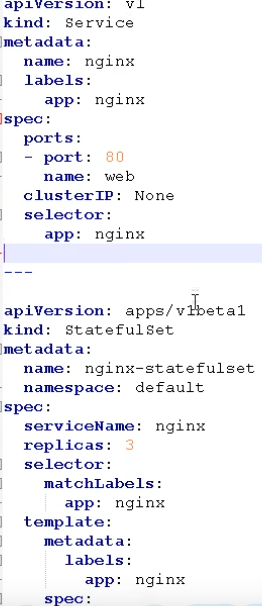 apiVersion: v1
kind: Service
metadata:
  name: nginx
  labels:
    app: nginx
spec:
  ports:
  - port: 80
    name: web
  clusterIP: None
  selector:
    app: nginx
---
apiVersion: apps/v1beta1
kind: StatefulSet
metadata:
  name: nginx-statefulset
  namespace: default
spec:
  serviceName: nginx
  replicas: 3
  selector:
    matchLabels:
      app: nginx
  template:
    metadata:
      labels:
        app: nginx
    spec: